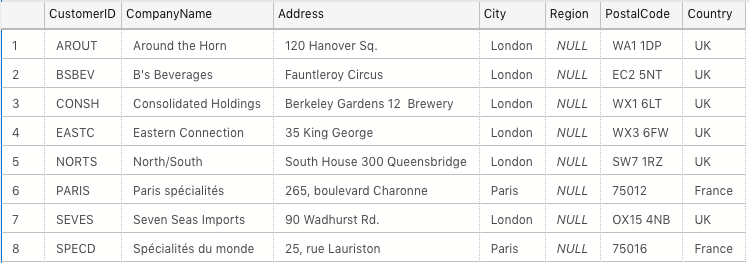 CustomerID CompanyName Address City Region PostalCode Country
1 AROUT Around the Horn 120 Hanover Sq. London NULL WA1 1DP UK
2 BSBEV B's Beverages Fauntleroy Circus London NULL EC2 5NT UK
3 CONSH Consolidated Holdings Berkeley Gardens 12  Brewery London NULL WX1 6LT UK
4 EASTC Eastern Connection 35 King George London NULL WX3 6FW UK
5 NORTS North/South South House 300 Queensbridge London NULL SW7 1RZ UK
6 PARIS Paris spécialités 265, boulevard Charonne Paris NULL 75012 France
7 SEVES Seven Seas Imports 90 Wadhurst Rd. London NULL OX15 4NB UK
8 SPECD Spécialités du monde 25, rue Lauriston Paris NULL 75016 France